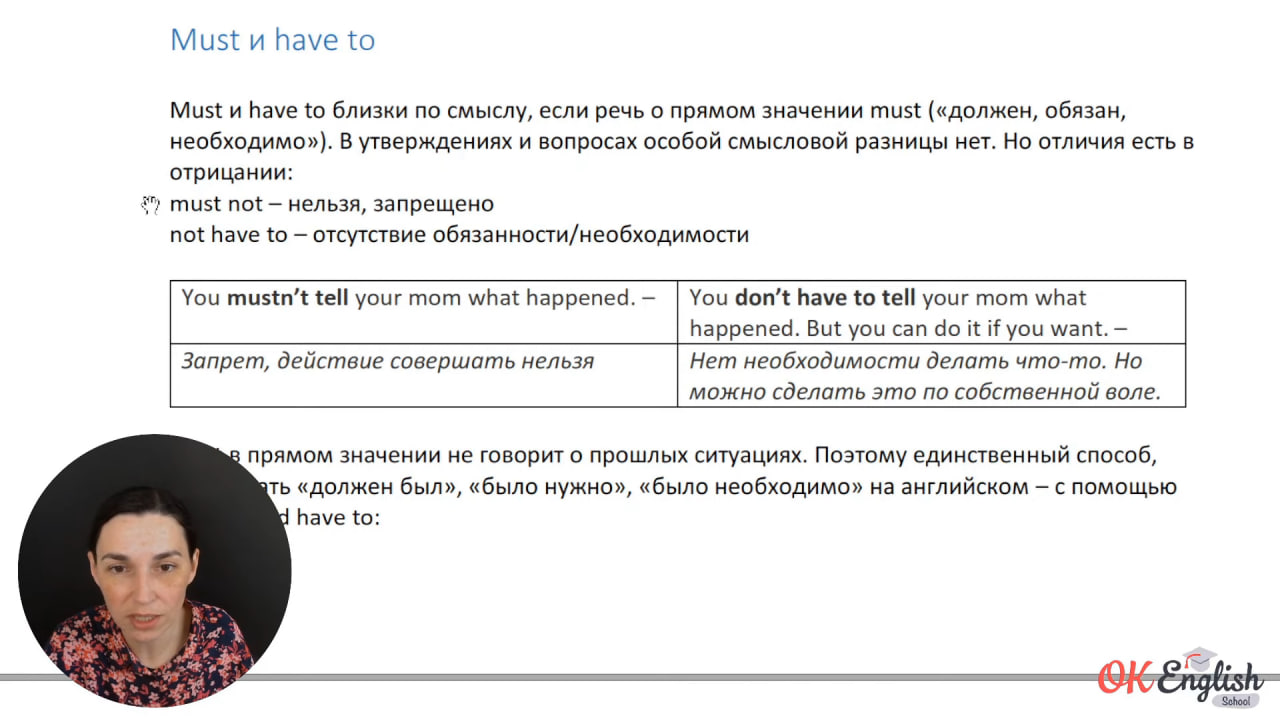 Must и have to
Must и have to близки по смыслу, если речь о прямом значении must («должен, обязан,
необходимо»). В утверждениях и вопросах особой смысловой разницы нет. Но отличия есть в
отрицании:
must not – нельзя, запрещено
not have to – отсутствие обязанности/необходимости
You mustn’t tell your mom what happened. –
You don’t have to tell your mom what
happened. But you can do it if you want. –
Запрет, действие совершать нельзя
Нет необходимости делать что-то. Но
можно сделать это по собственной воле.
в прямом значении не говорит о прошлых ситуациях. Поэтому единственный способ,
«должен был», «было нужно», «было необходимо» на английском – с помощью
have to:
OK English
School